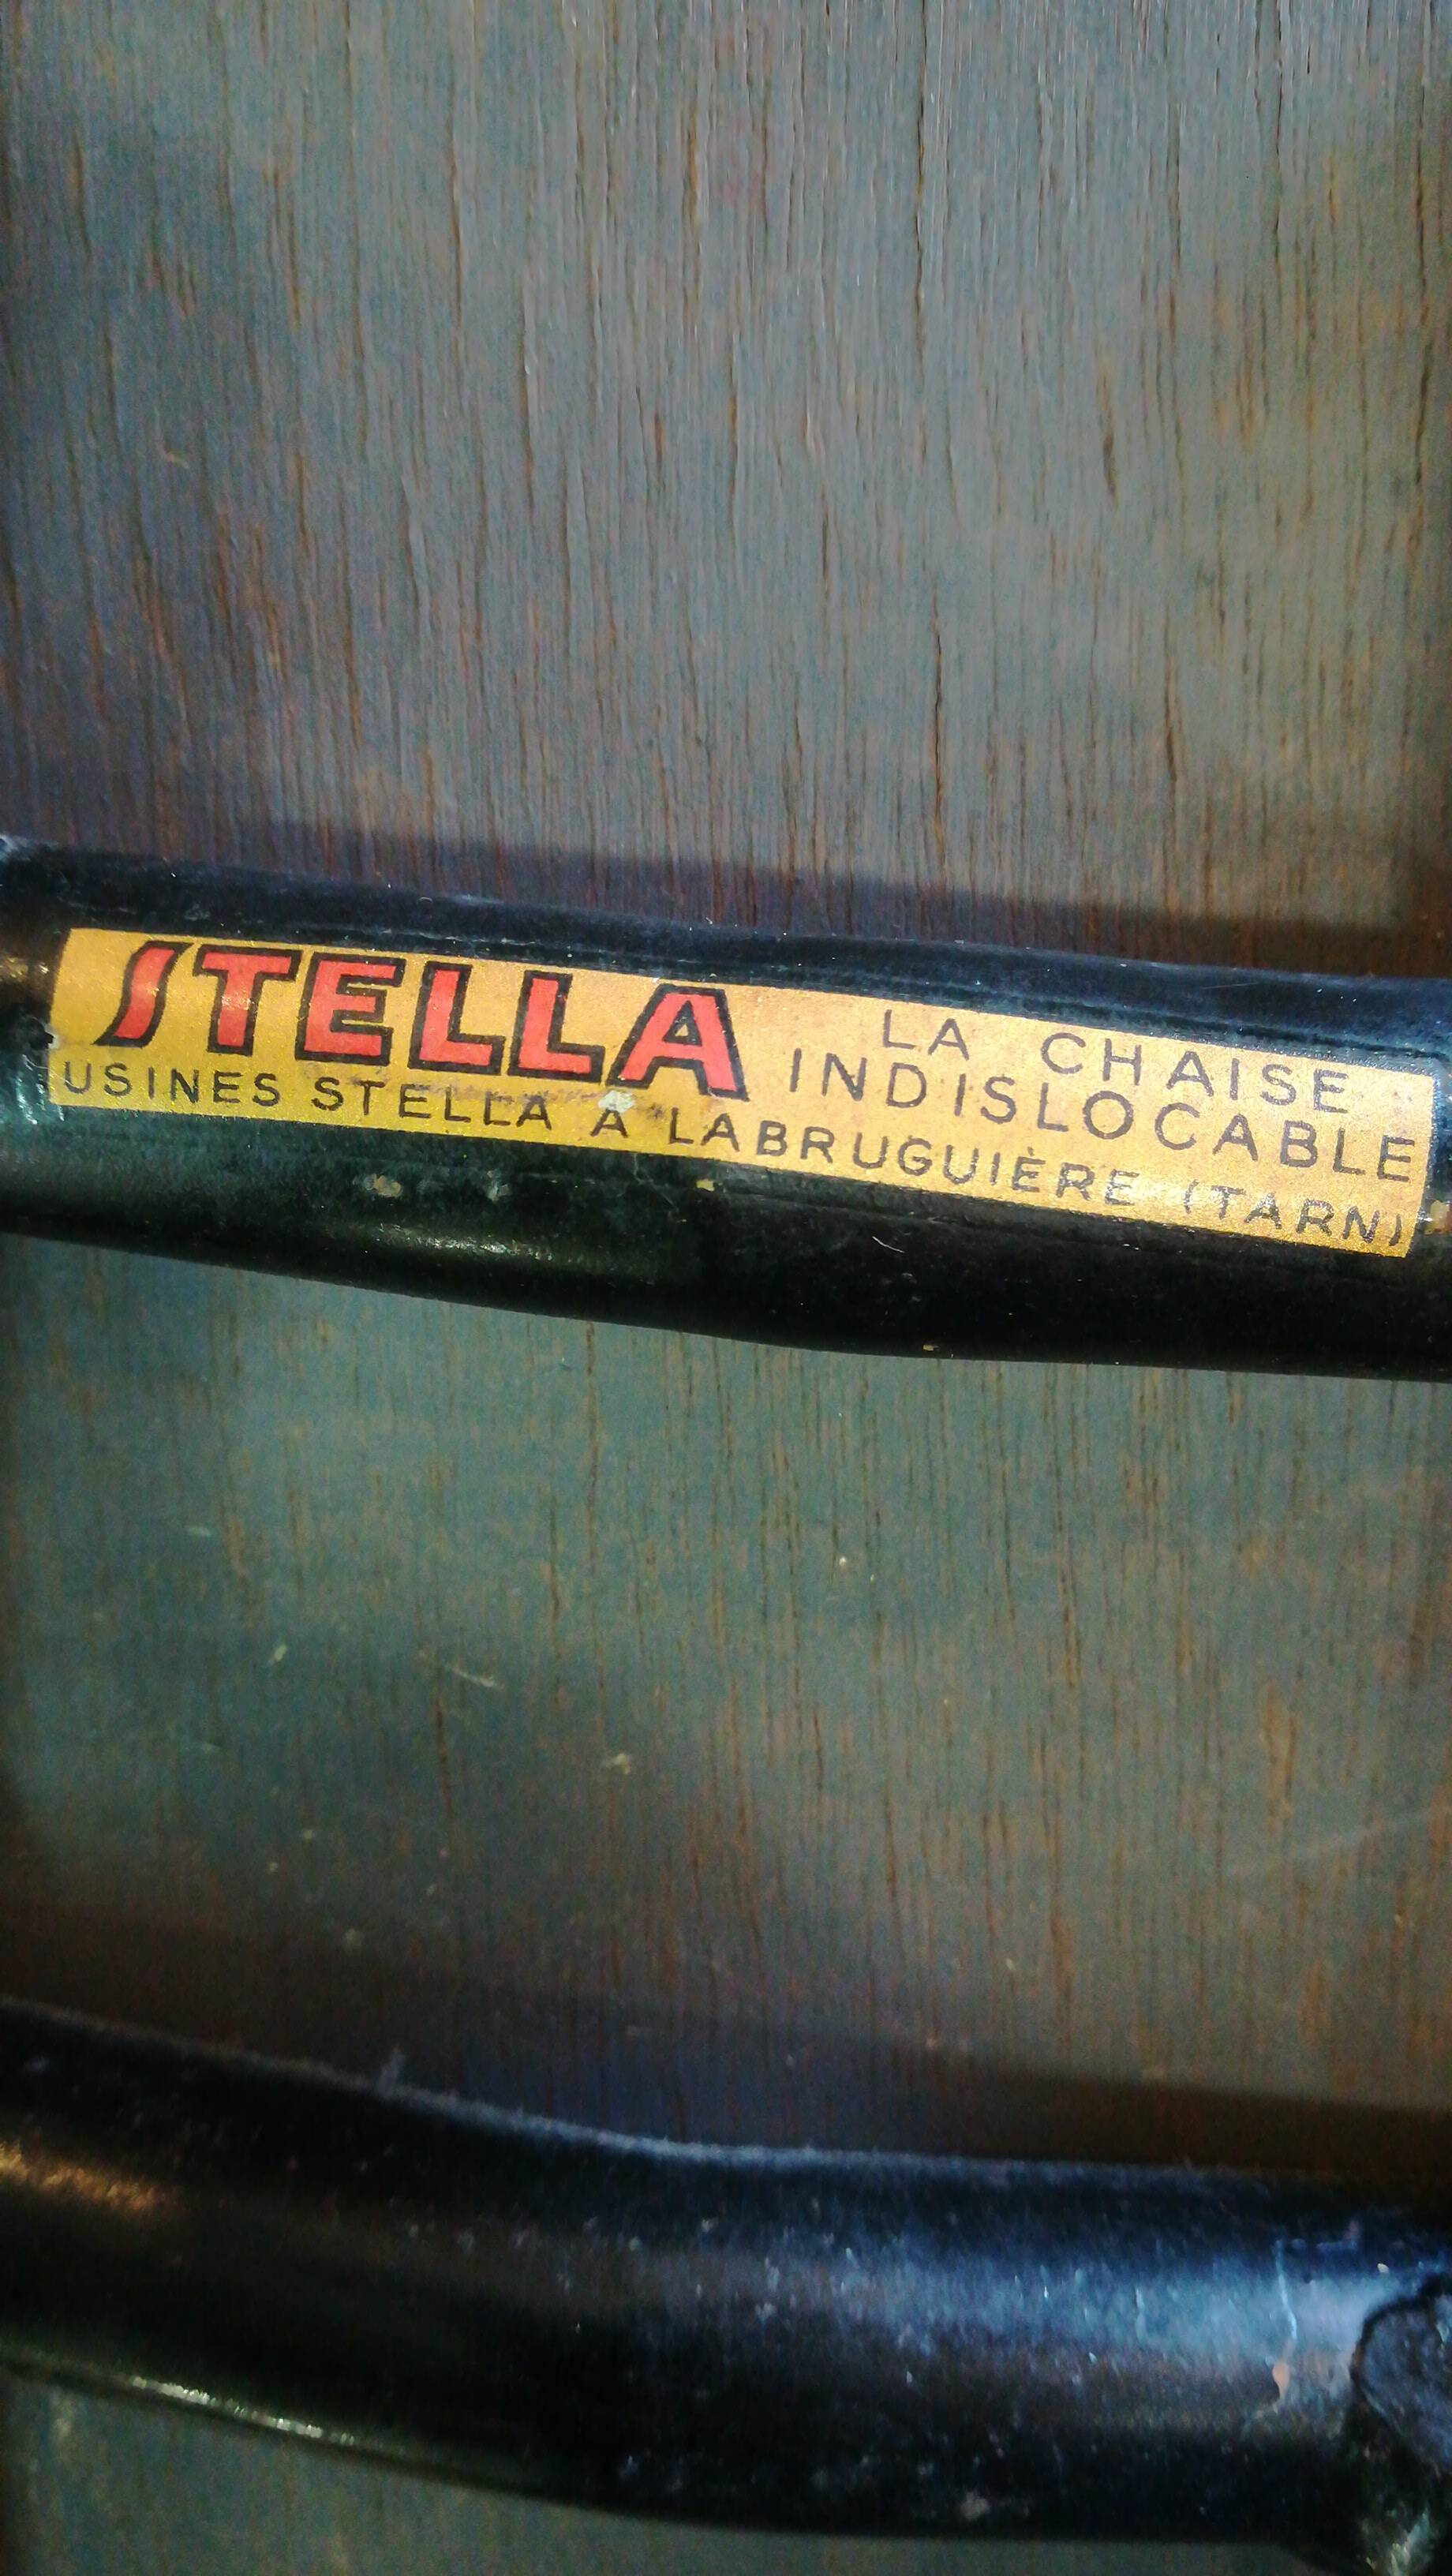 STELLA
LA CHAISE
INDISLOCABLE
USINES STELLA A LABRUGUIÈRE (TARN)